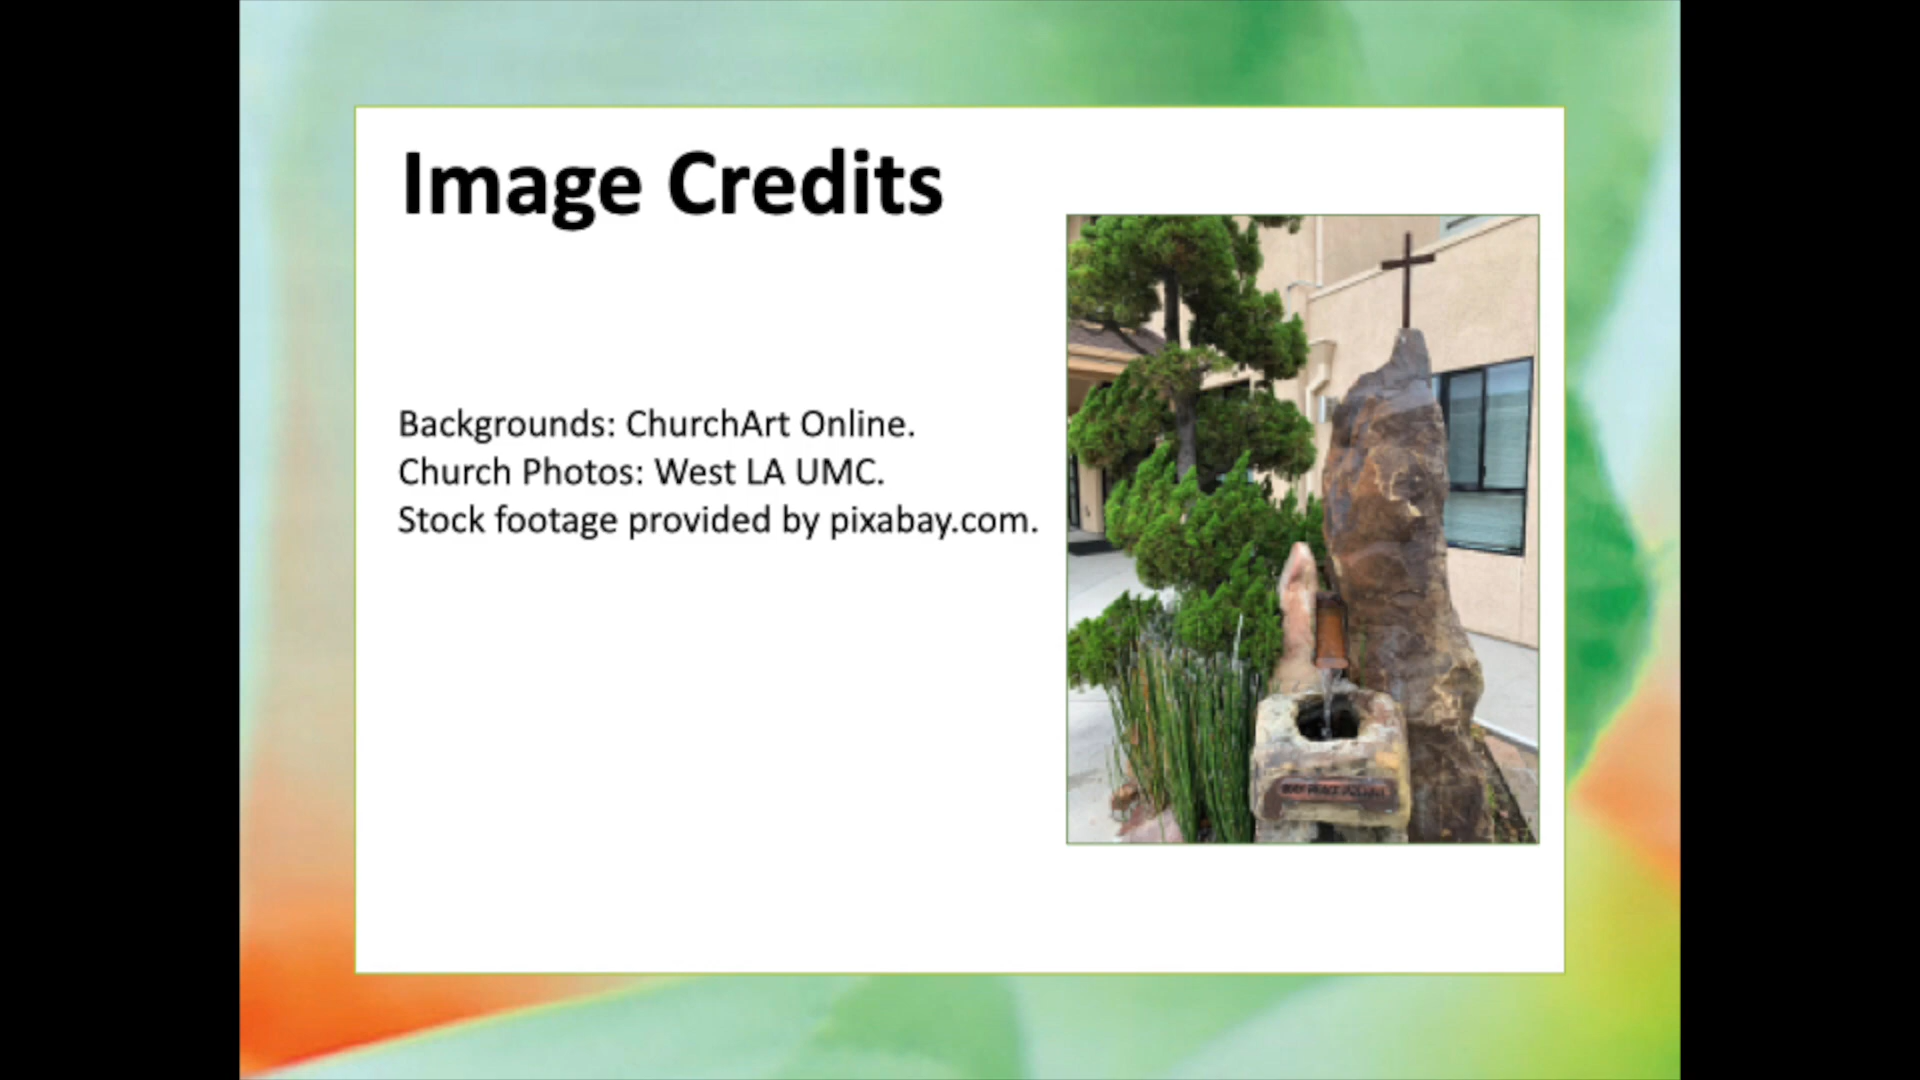 Image Credits
Backgrounds: ChurchArt Online.
Church Photos: West LA UMC.
Stock footage provided by pixabay.com.